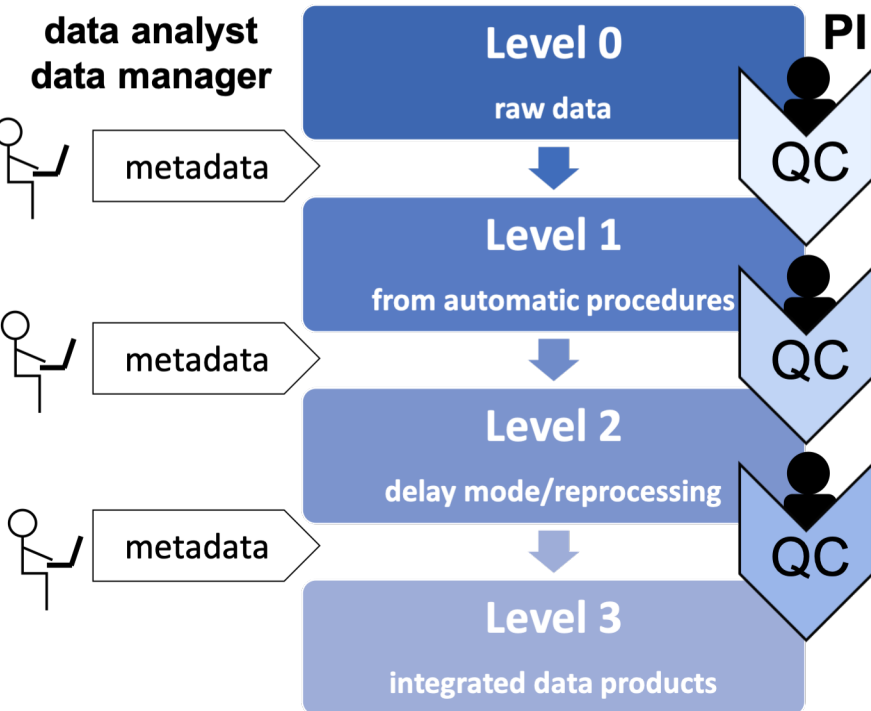 data analyst
data manager
Level 0
raw data
PI
QC
metadata
Level 1
from automatic procedures
QC
metadata
Level 2
delay mode/reprocessing
QC
metadata
Level 3
integrated data products